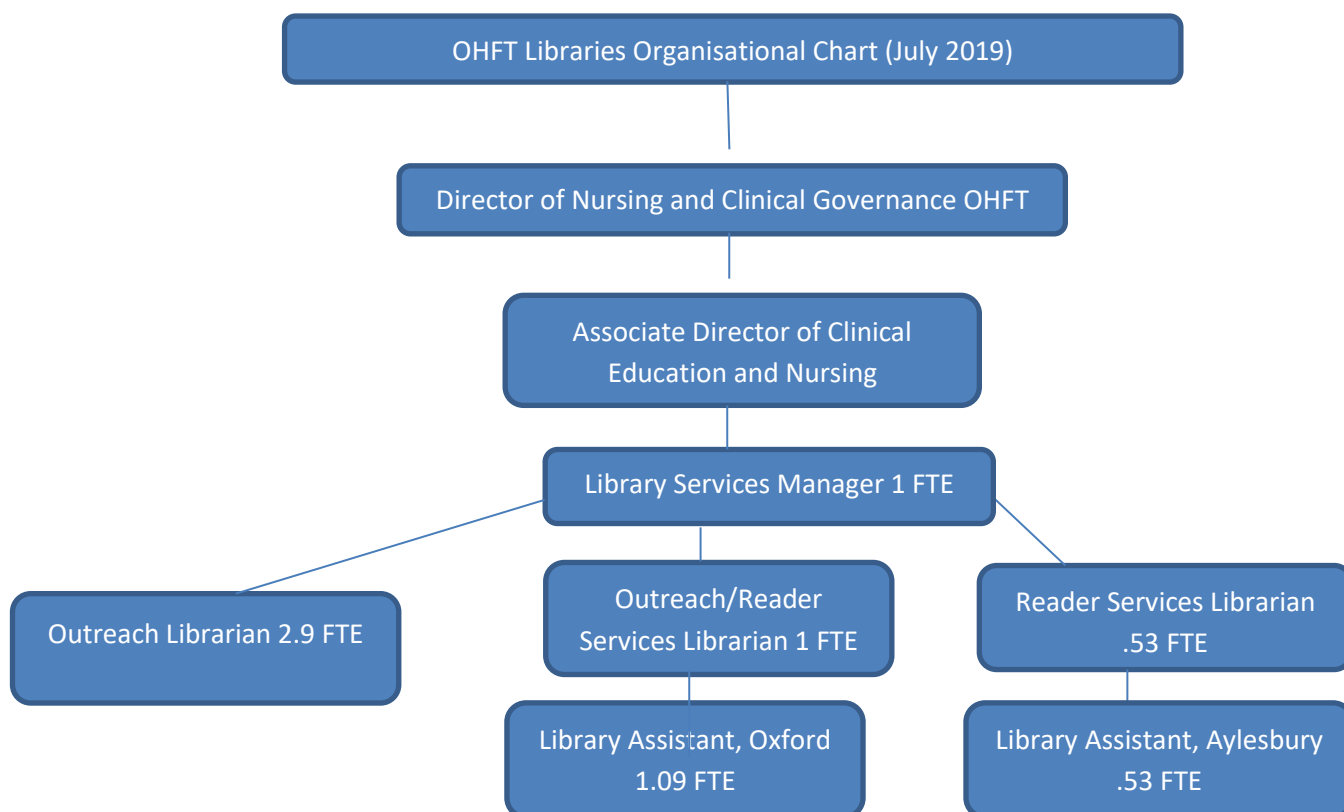 OHFT Libraries Organisational Chart (July 2019)
Director of Nursing and Clinical Governance OHFT
Associate Director of Clinical
Education and Nursing
Library Services Manager 1 FTE
Outreach Librarian 2.9 FTE
Outreach/Reader
Services Librarian 1 FTE
Reader Services Librarian
.53 FTE
Library Assistant, Oxford
1.09 FTE
Library Assistant, Aylesbury
.53 FTE